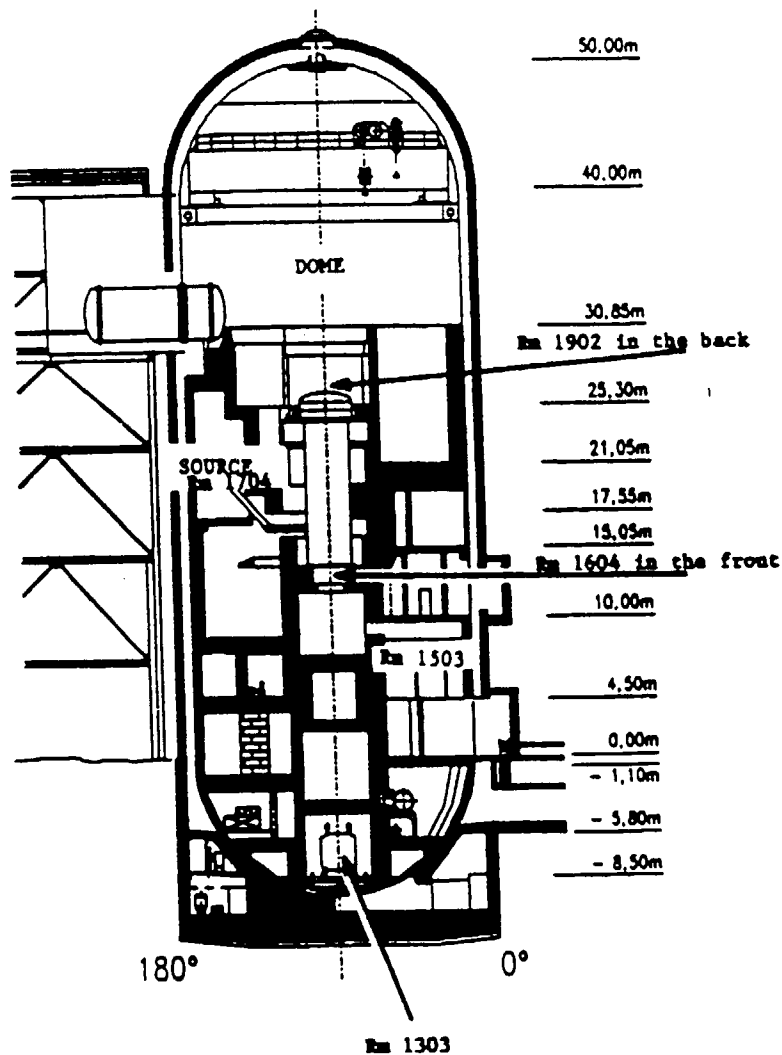 50,00m
40,00m
DOME
30,85m
Rm 1902 in the back
25,30m
21,05m
SOURCE
Rm 1704
17,55m
15,05m
Rm 1604 in the front
10,00m
Rm 1503
4,50m
0,00m
- 1,10m
- 5,80m
- 8,50m
180°
0°
Rm 1303